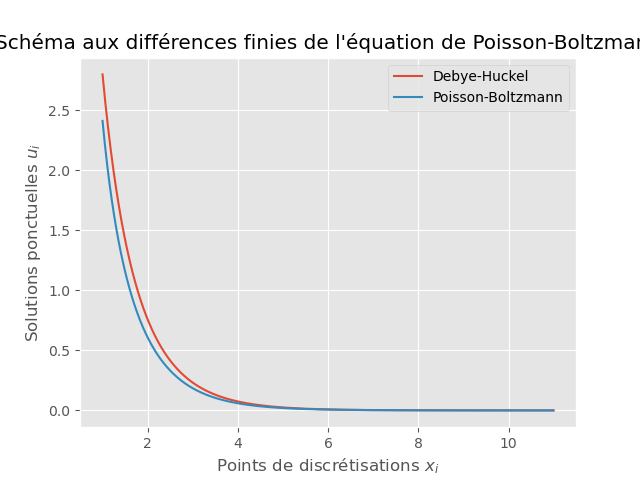 Schéma aux différences finies de l'équation de Poisson-Boltzman
Debye-Huckel
Poisson-Boltzmann
Solutions ponctuelles u_i
2.5
2.0
1.5
1.0
0.5
0.0
2 4 6 8 10
Points de discrétisations x_i